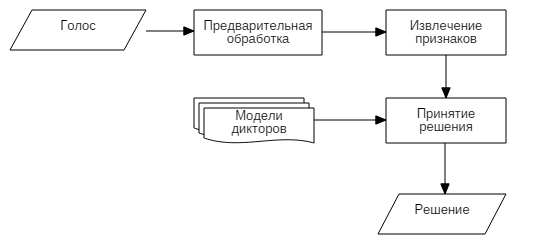 Голос
Предварительная
обработка
Извлечение
признаков
Модели
дикторов
Принятие
решения
Решение